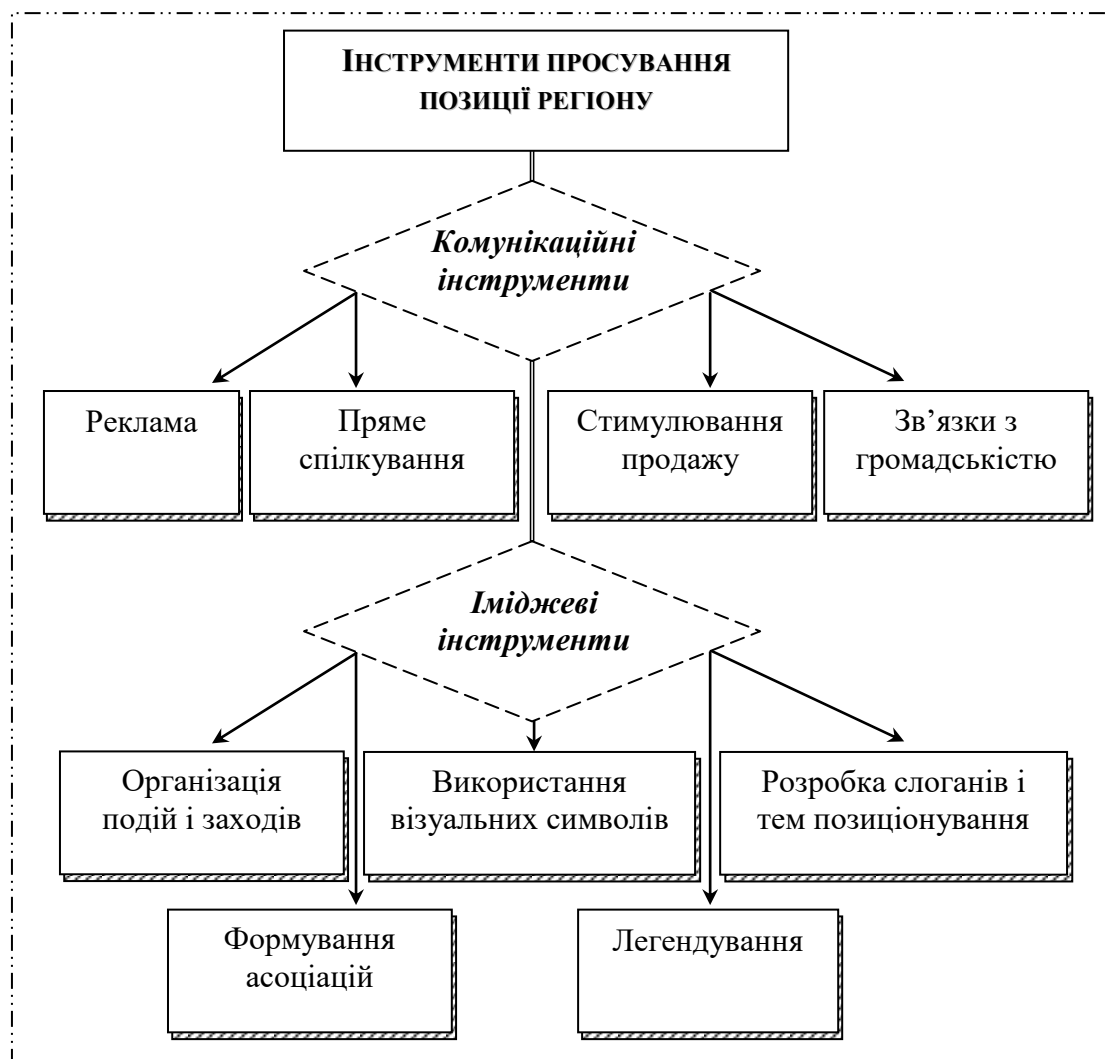 ІНСТРУМЕНТИ ПРОСУВАННЯ
ПОЗИЦІЇ РЕГІОНУ
Комунікаційні
інструменти
Реклама
Пряме
спілкування
Стимулювання
продажу
Зв’язки з
громадськістю
Іміджеві
інструменти
Організація
подій і заходів
Використання
візуальних символів
Розробка слоганів і
тем позиціонування
Формування
асоціацій
Легендування